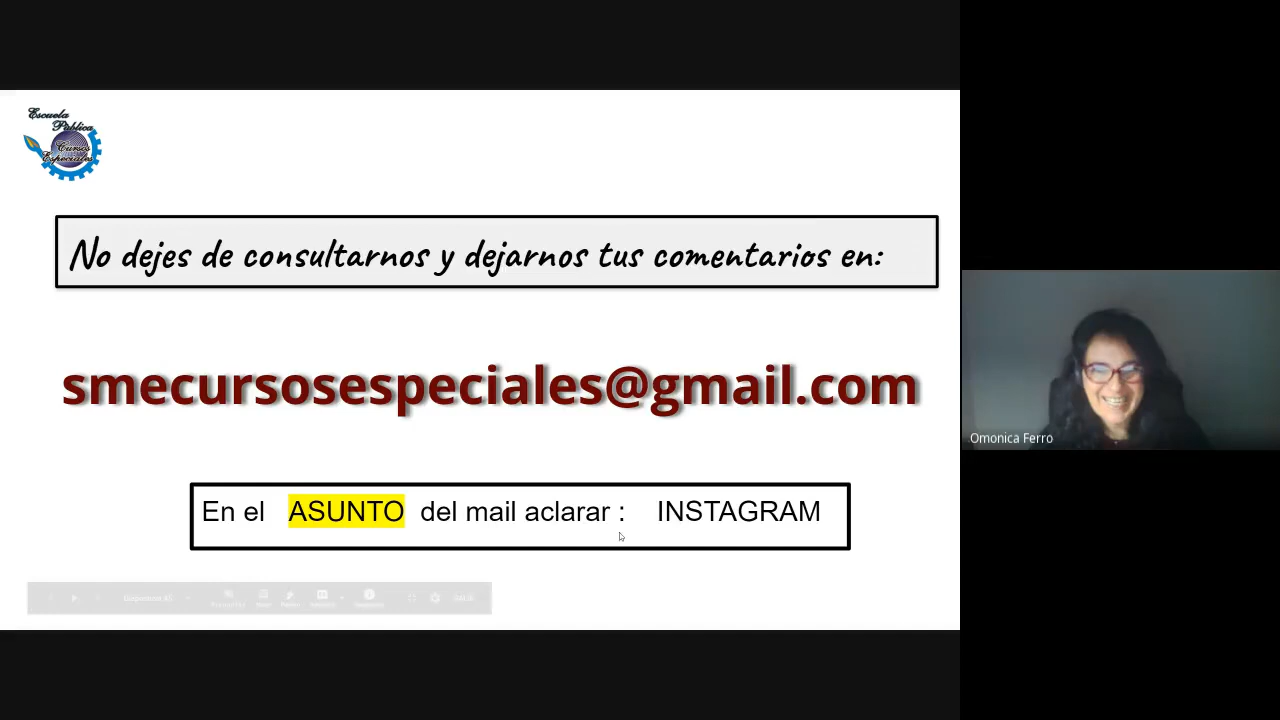 Escuela
Pública
Cursos
Especiales
No dejes de consultarnos y dejarnos tus comentarios en:
smecursosespeciales@gmail.com
En el ASUNTO del mail aclarar : INSTAGRAM
Omonica Ferro